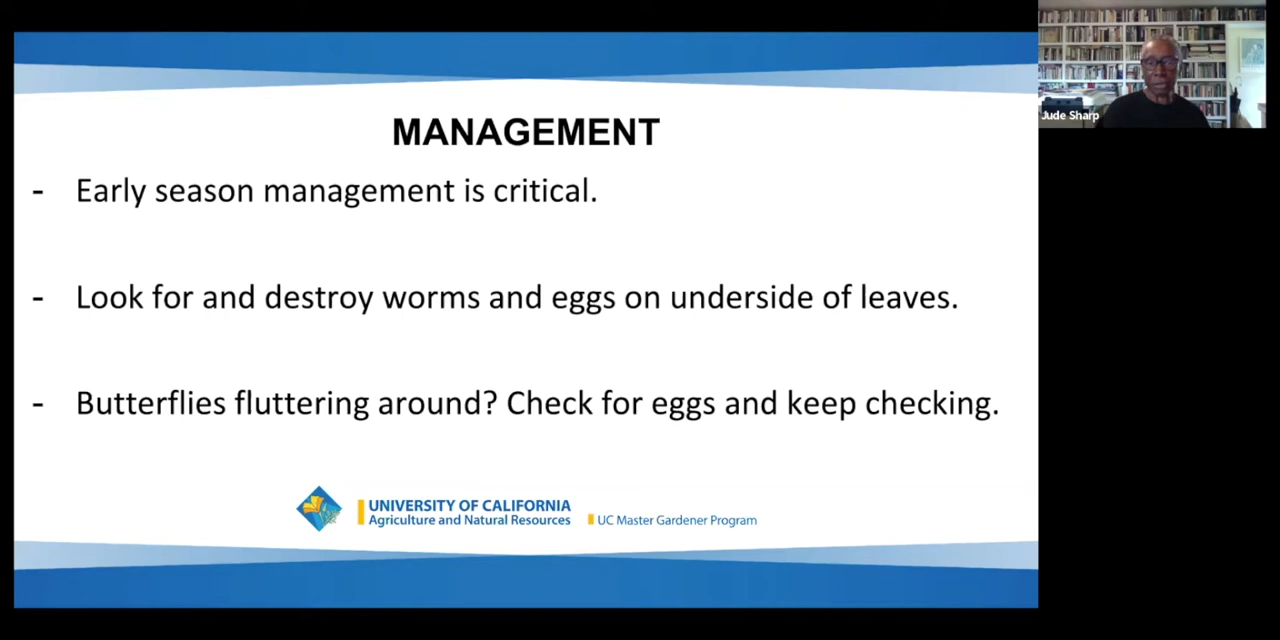 MANAGEMENT
- Early season management is critical.
- Look for and destroy worms and eggs on underside of leaves.
- Butterflies fluttering around? Check for eggs and keep checking.
UNIVERSITY OF CALIFORNIA
Agriculture and Natural Resources
UC Master Gardener Program
Jude Sharp